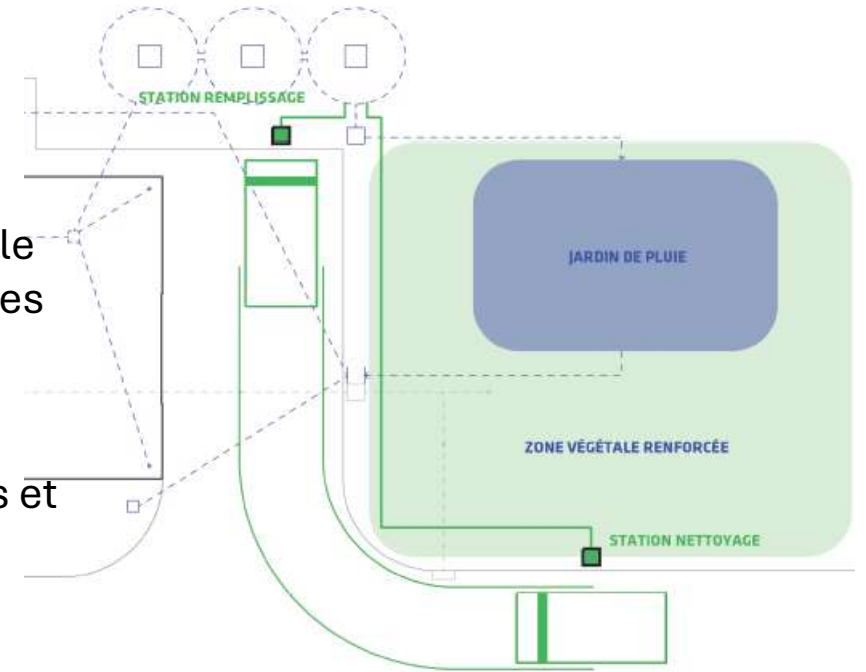 STATION REMPLISSAGE
le
es
s et
JARDIN DE PLUIE
ZONE VÉGÉTALE RENFORCÉE
STATION NETTOYAGE